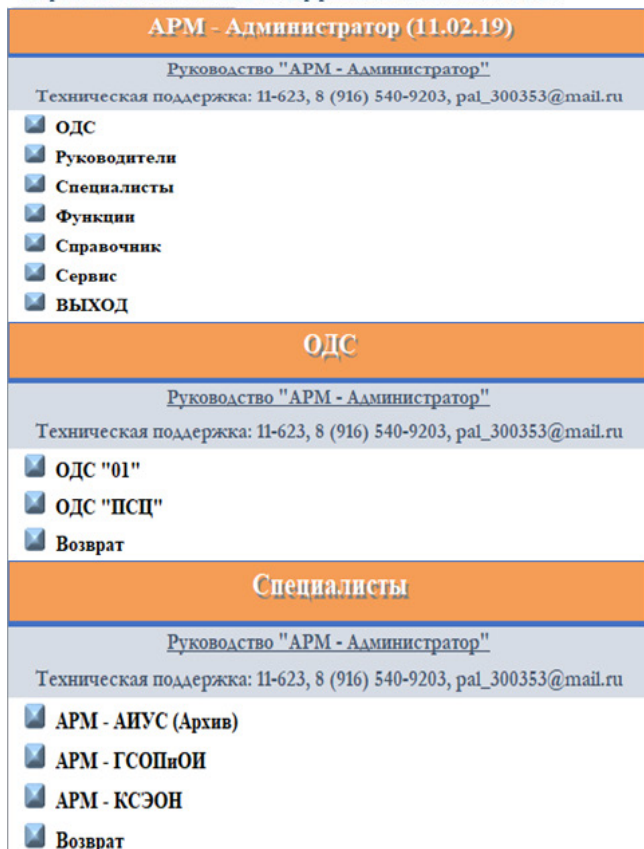 АРМ - Администратор (11.02.19)
Руководство "АРМ - Администратор"
Техническая поддержка: 11-623, 8 (916) 540-9203, pal_300353@mail.ru
ОДС
Руководители
Специалисты
Функции
Справочник
Сервис
ВЫХОД
ОДС
Руководство "АРМ - Администратор"
Техническая поддержка: 11-623, 8 (916) 540-9203, pal_300353@mail.ru
ОДС "01"
ОДС "ПСЦ"
Возврат
Специалисты
Руководство "АРМ - Администратор"
Техническая поддержка: 11-623, 8 (916) 540-9203, pal_300353@mail.ru
АРМ - АИУС (Архив)
АРМ - ГСОПиОИ
АРМ - КСЭОН
Возврат